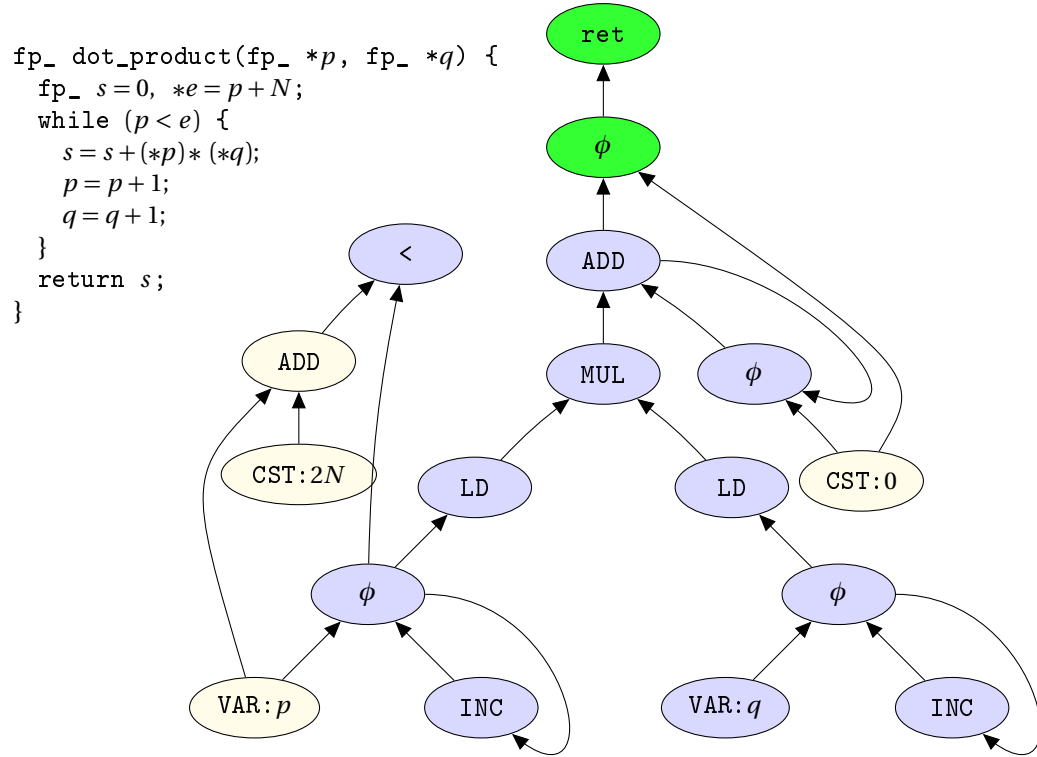 fp_ dot_product(fp_ *p, fp_ *q) {
fp_ s = 0, *e = p + N;
while (p < e) {
s = s + (*p) * (*q);
p = p + 1;
q = q + 1;
}
return s;
}
ret
ϕ
<
ADD
ADD
MUL
ϕ
CST:2N
LD
LD
CST:0
ϕ
ϕ
VAR:p
INC
VAR:q
INC